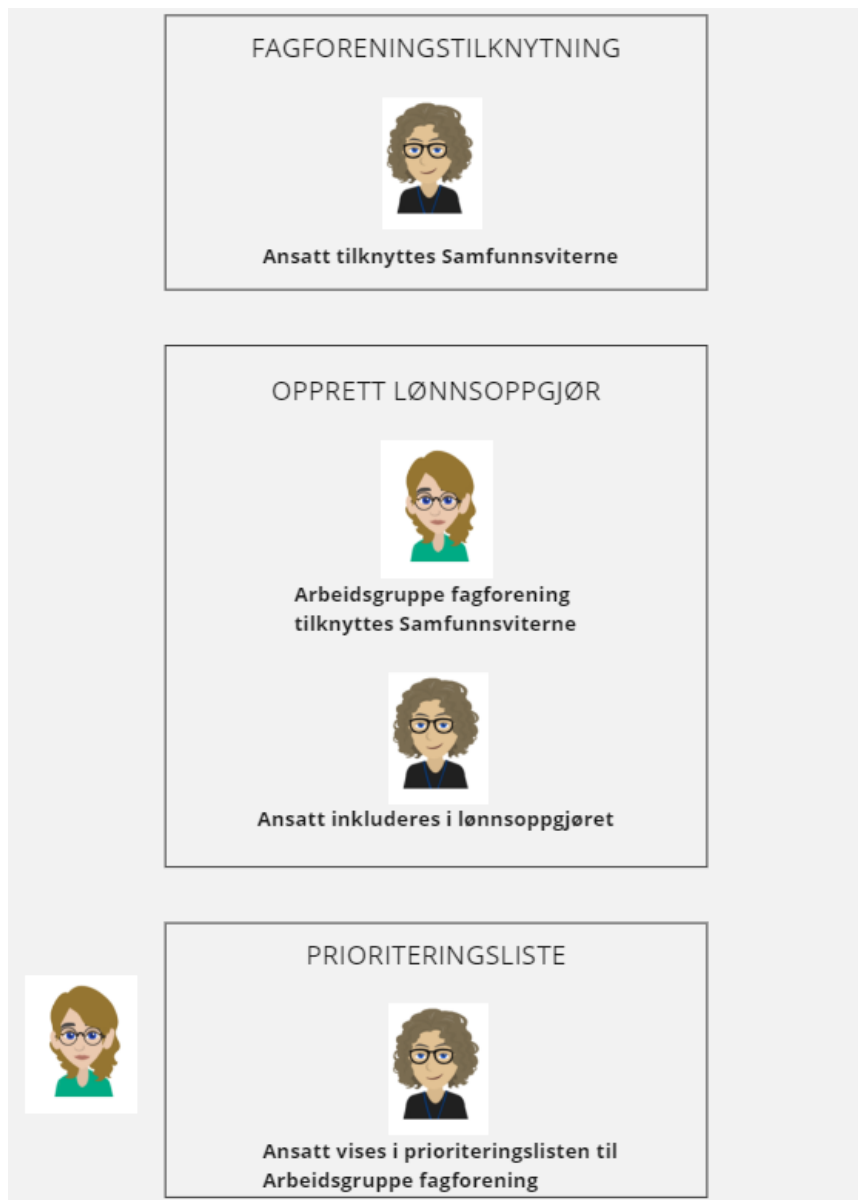 FAGFORENINGSTILKNYTNING
Ansatt tilknyttes Samfunnsviterne
OPPRETT LØNNSOPPGJØR
Arbeidsgruppe fagforening
tilknyttes Samfunnsviterne
Ansatt inkluderes i lønnsoppgjøret
PRIORITERINGSLISTE
Ansatt vises i prioriteringslisten til
Arbeidsgruppe fagforening